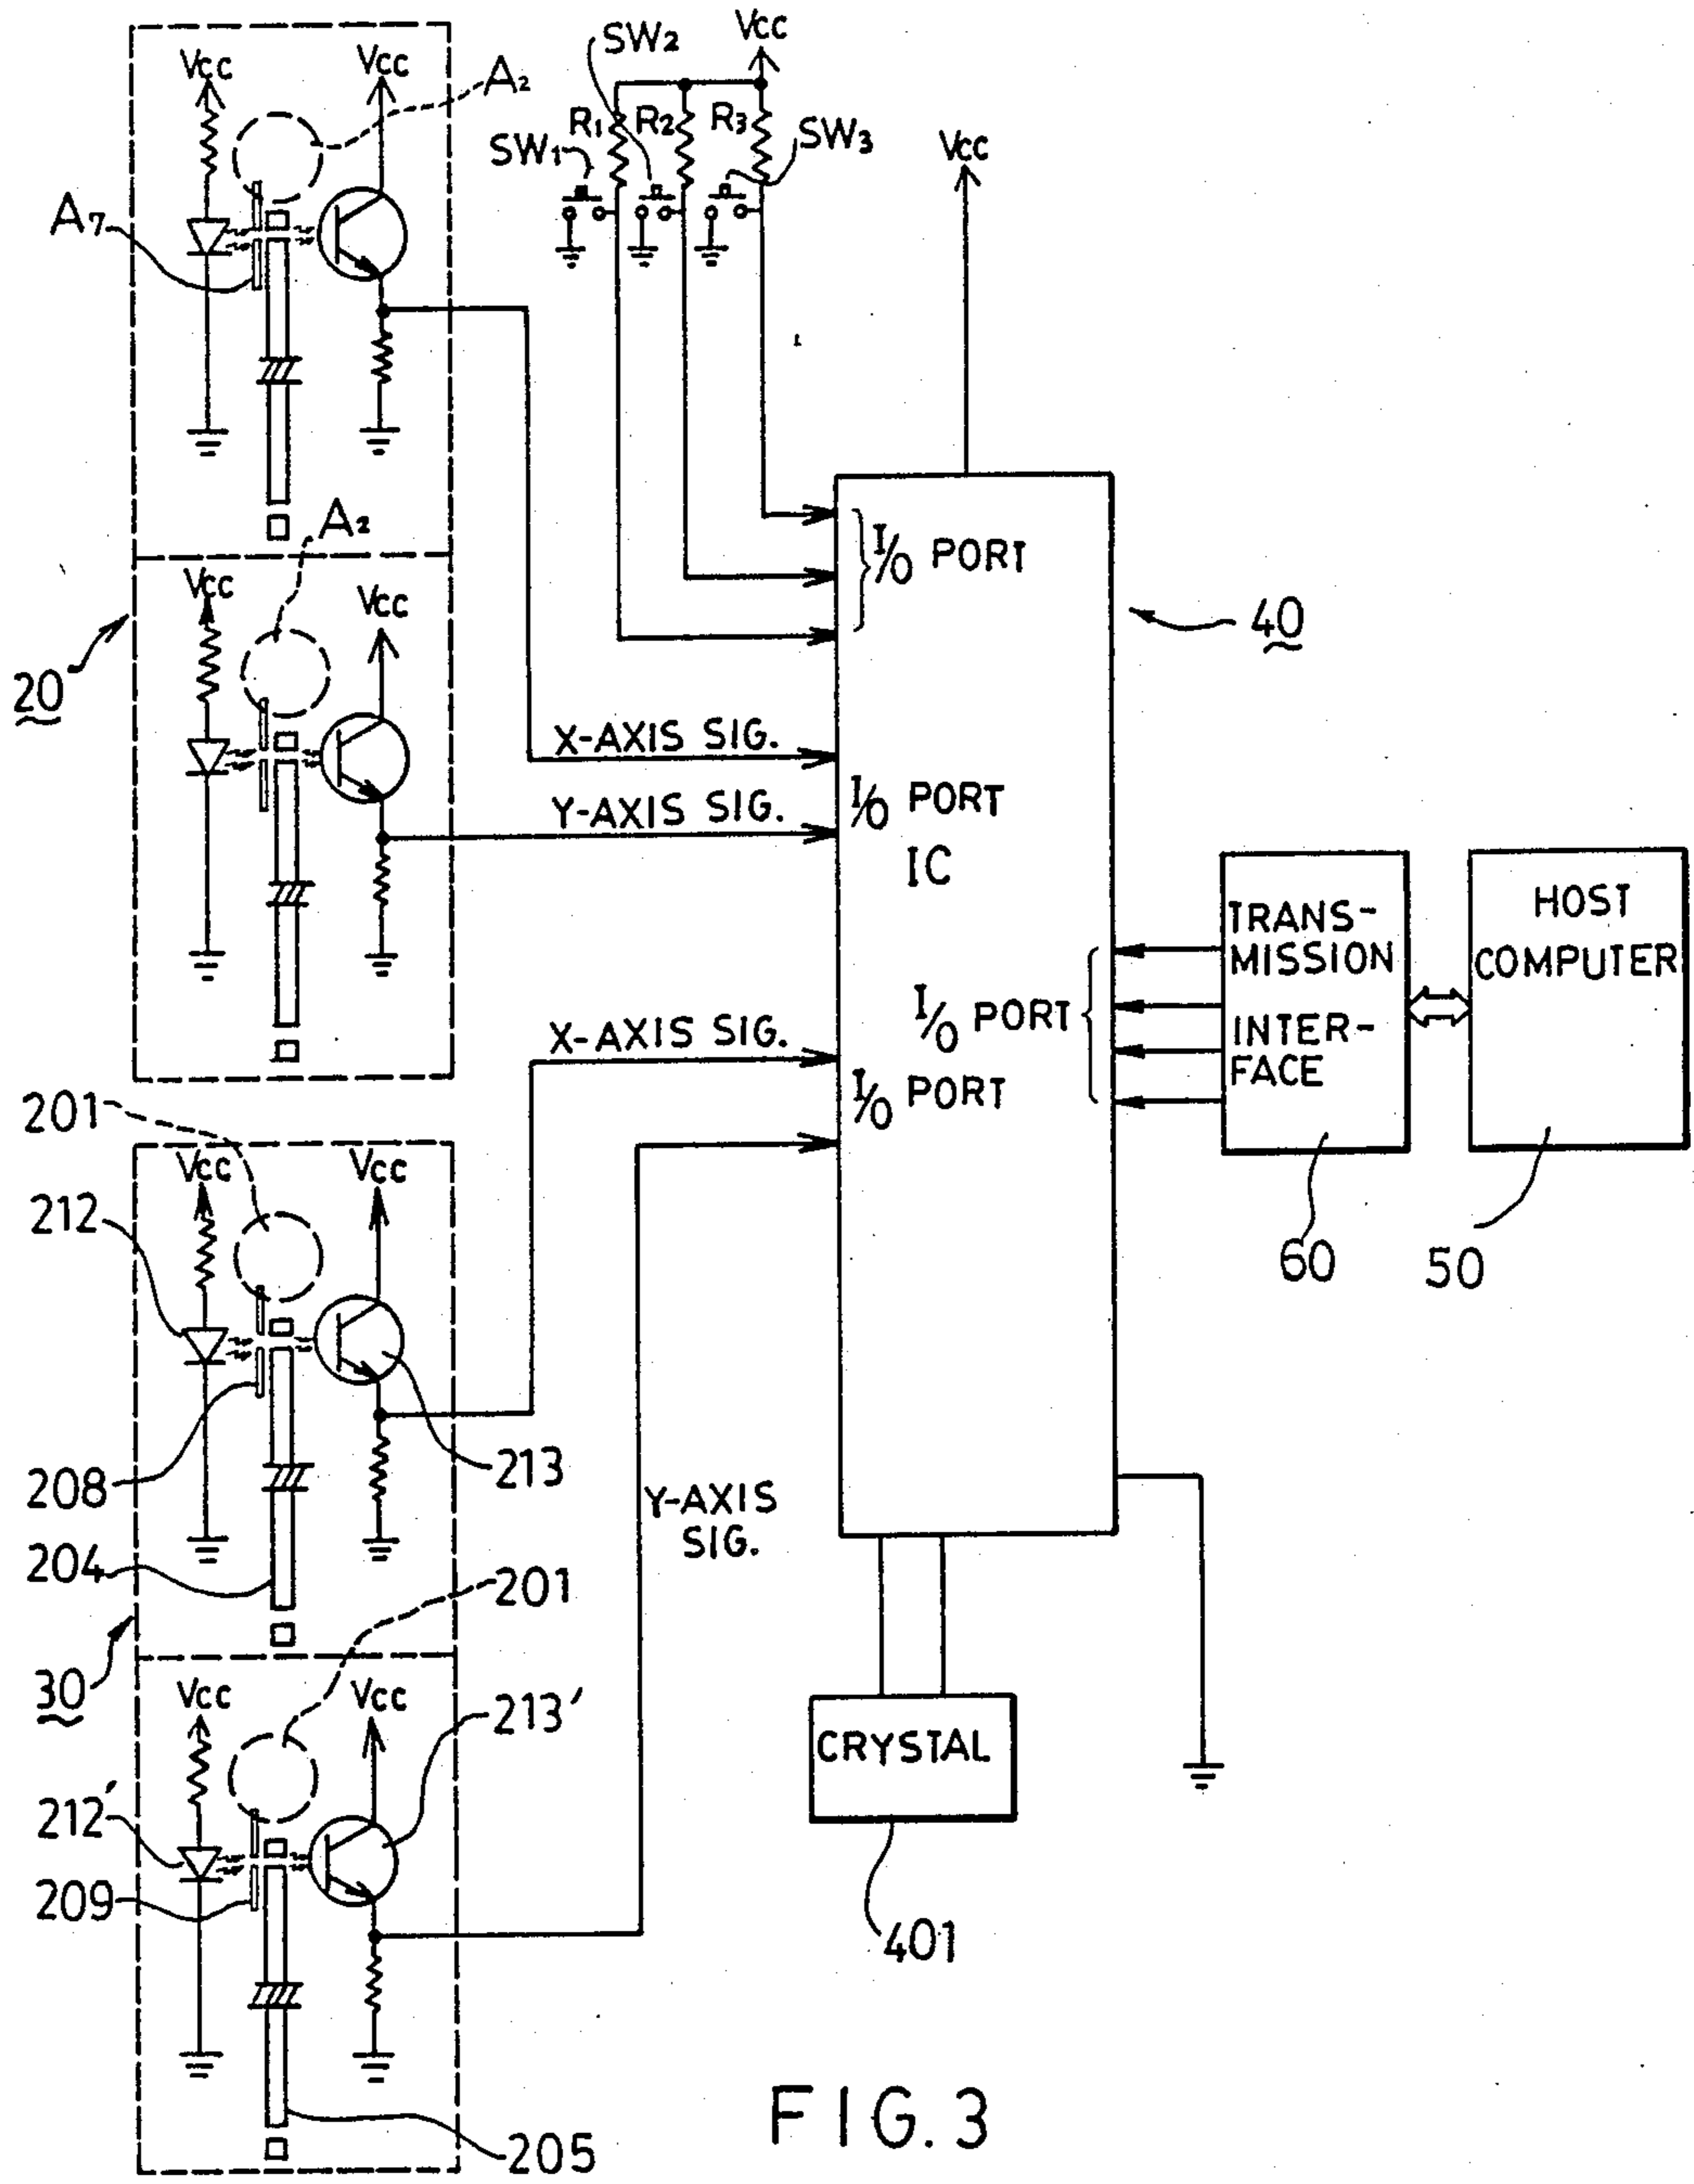 Vcc
Vcc
A2
A7
SW2
Vcc
R1
R2
R3
SW1
SW3
Vcc
A2
Vcc
Vcc
20
I/O PORT
40
X-AXIS SIG.
Y-AXIS SIG.
I/O PORT
IC
TRANS-
MISSION
INTER-
FACE
HOST
COMPUTER
X-AXIS SIG.
I/O PORT
I/O PORT
201
Vcc
Vcc
212
60
50
208
213
204
Y-AXIS
SIG.
201
30
Vcc
Vcc
213'
CRYSTAL
212'
209
401
205
FIG. 3